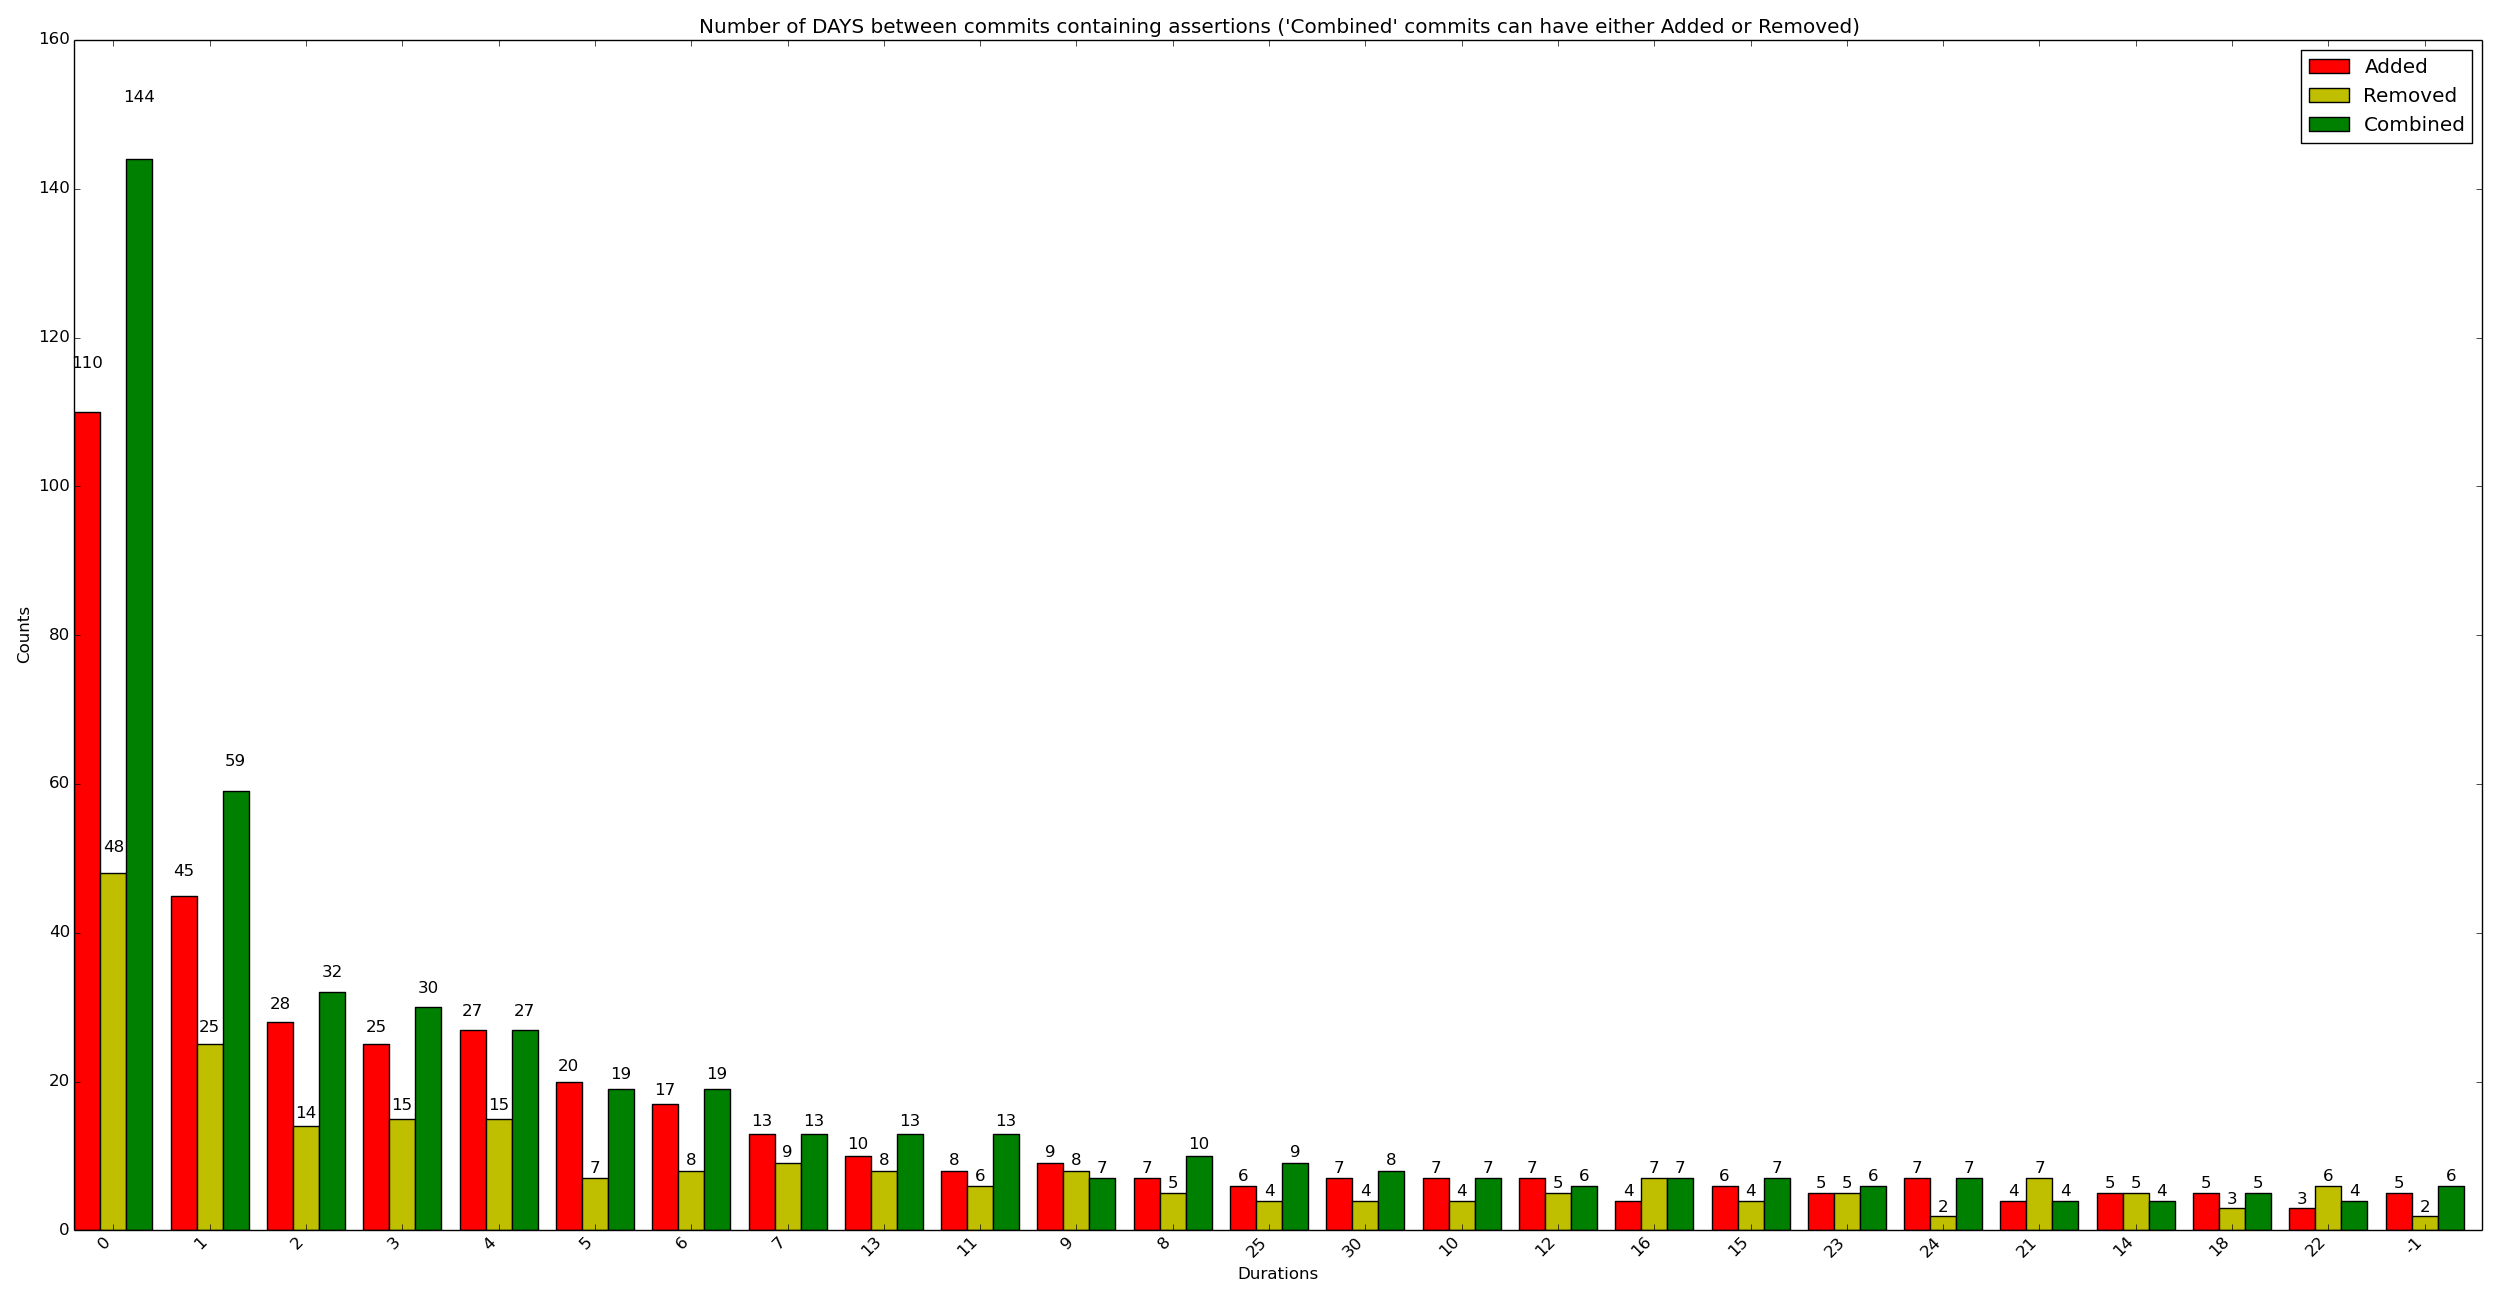 Number of DAYS between commits containing assertions ('Combined' commits can have either Added or Removed)
Added
Removed
Combined
160
140
120
100
80
60
40
20
0
Counts
110 48 144
45 25 59
28 14 32
25 15 30
27 15 27
20 7 19
17 8 19
13 9 13
10 8 13
8 6 13
9 8 7
7 5 10
6 4 9
7 4 8
7 4 7
7 5 6
4 7 7
6 4 7
5 5 6
7 2 7
4 7 4
5 5 4
5 3 5
3 6 4
5 2 6
0 1 2 3 4 5 6 7 13 11 9 8 25 30 10 12 16 15 23 24 21 14 18 22 -1
Durations